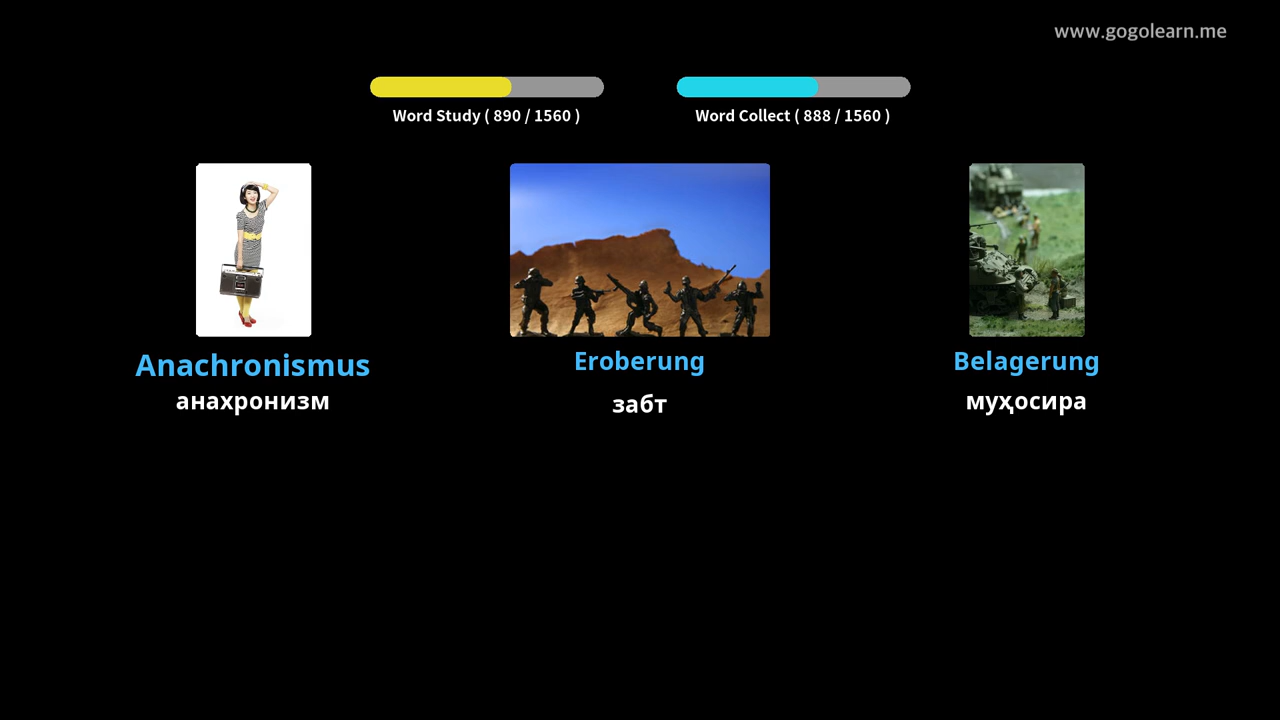 www.gogolearn.me
Word Study ( 890 / 1560 )
Word Collect ( 888 / 1560 )
Anachronismus
анахронизм
Eroberung
забт
Belagerung
муҳосира